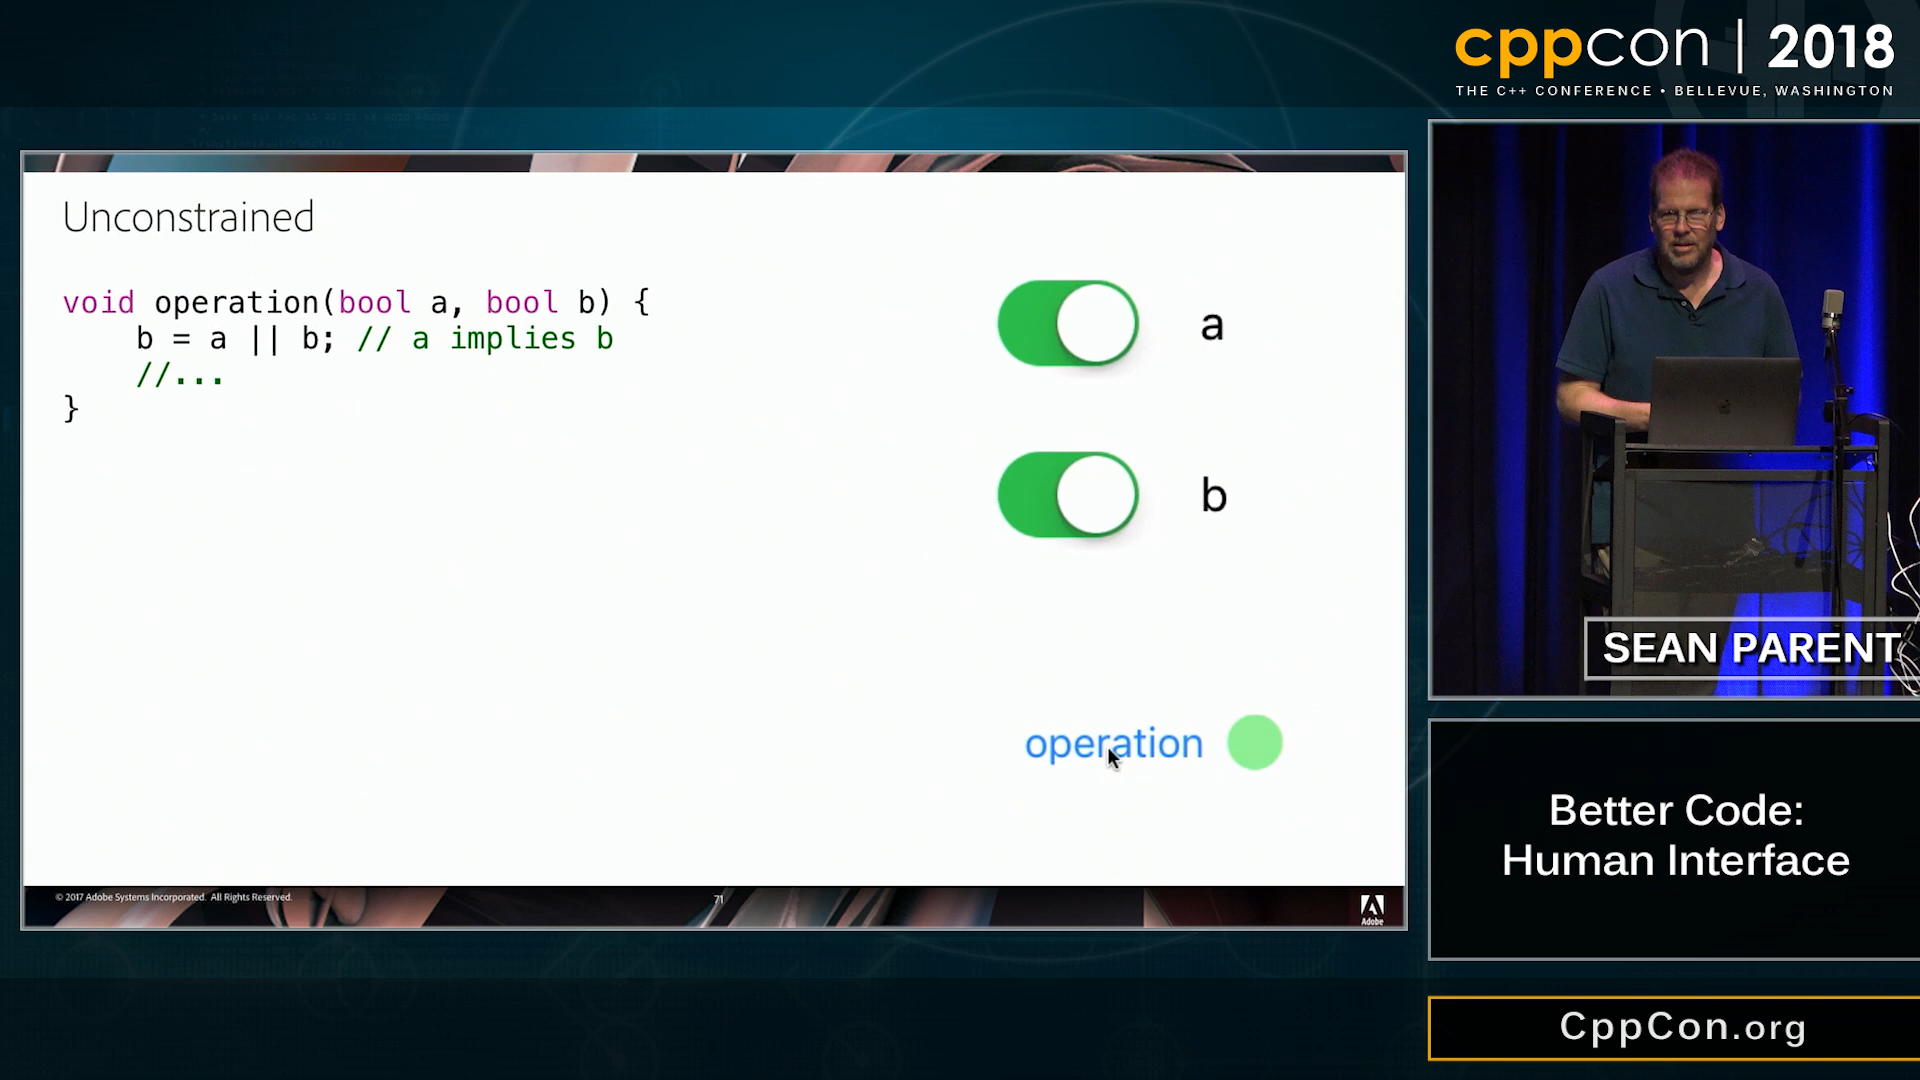 cppcon | 2018
THE C++ CONFERENCE • BELLEVUE, WASHINGTON
Unconstrained
void operation(bool a, bool b) {
    b = a || b; // a implies b
    //...
}
a
b
operation
© 2017 Adobe Systems Incorporated. All Rights Reserved.
71
Adobe
SEAN PARENT
Better Code:
Human Interface
CppCon.org